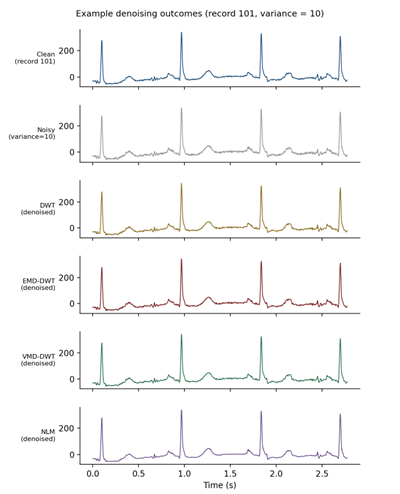 Example denoising outcomes (record 101, variance = 10)
Clean
(record 101)
200
0
Noisy
(variance=10)
200
0
DWT
(denoised)
200
0
EMD-DWT
(denoised)
200
0
VMD-DWT
(denoised)
200
0
NLM
(denoised)
200
0
0.0 0.5 1.0 1.5 2.0 2.5
Time (s)